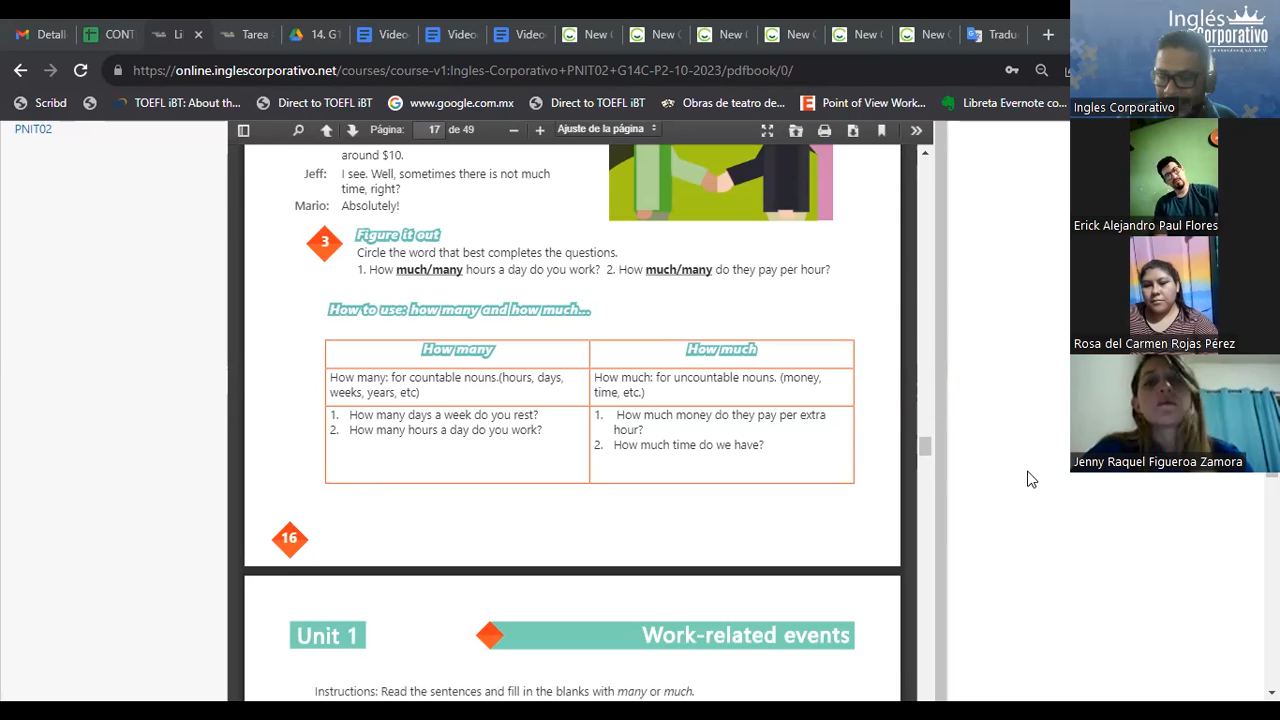 Detall
CONT
Li
Tarea
14. G1
Videoc
Videoc
Videoc
New C
New C
New C
New C
New C
New C
Tradu
https://online.inglescorporativo.net/courses/course-v1:Ingles-Corporativo+PNIT02+G14C-P2-10-2023/pdfbook/0/
Scribd
TOEFL iBT: About th...
Direct to TOEFL iBT
www.google.com.mx
Direct to TOEFL iBT
Obras de teatro de...
Point of View Work...
Libreta Evernote co...
PNIT02
Página:
17
de 49
Ajuste de la página
around $10.
Jeff: I see. Well, sometimes there is not much
time, right?
Mario: Absolutely!
3
Figure it out
Circle the word that best completes the questions.
1. How much/many hours a day do you work? 2. How much/many do they pay per hour?
How to use: how many and how much...
How many
How much
How many: for countable nouns.(hours, days,
weeks, years, etc)
How much: for uncountable nouns. (money,
time, etc.)
1. How many days a week do you rest?
2. How many hours a day do you work?
1. How much money do they pay per extra
hour?
2. How much time do we have?
16
Unit 1
Work-related events
Instructions: Read the sentences and fill in the blanks with many or much.
Inglés
Corporativo
Ingles Corporativo
Erick Alejandro Paul Flores
Rosa del Carmen Rojas Pérez
Jenny Raquel Figueroa Zamora